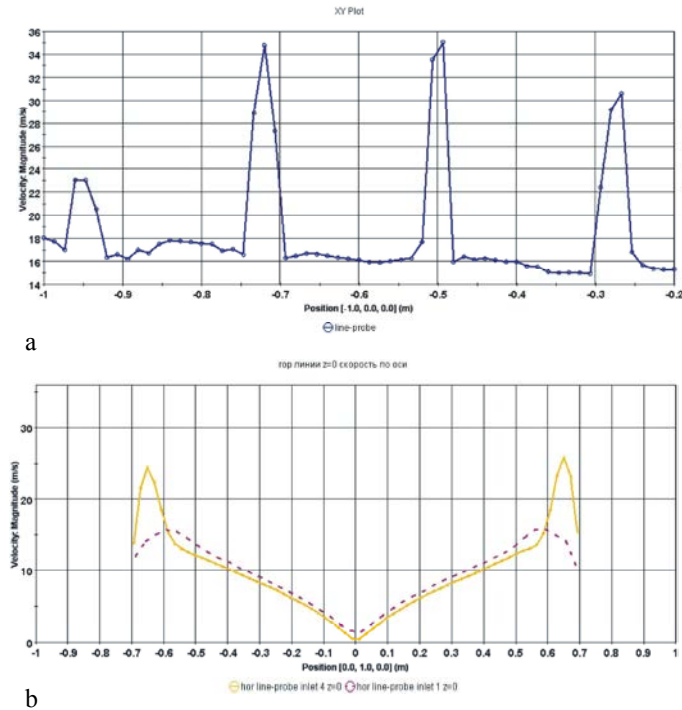 XY Plot
36
34
32
30
28
26
24
22
20
18
16
14
Velocity: Magnitude (m/s)
-1 -0.9 -0.8 -0.7 -0.6 -0.5 -0.4 -0.3 -0.2
Position [-1.0, 0.0, 0.0] (m)
line-probe
a
гор линии z=0 скорость по оси
30
20
10
0
Velocity: Magnitude (m/s)
-1 -0.9 -0.8 -0.7 -0.6 -0.5 -0.4 -0.3 -0.2 -0.1 0 0.1 0.2 0.3 0.4 0.5 0.6 0.7 0.8 0.9 1
Position [0.0, 1.0, 0.0] (m)
hor line-probe inlet 4 z=0 hor line-probe inlet 1 z=0
b